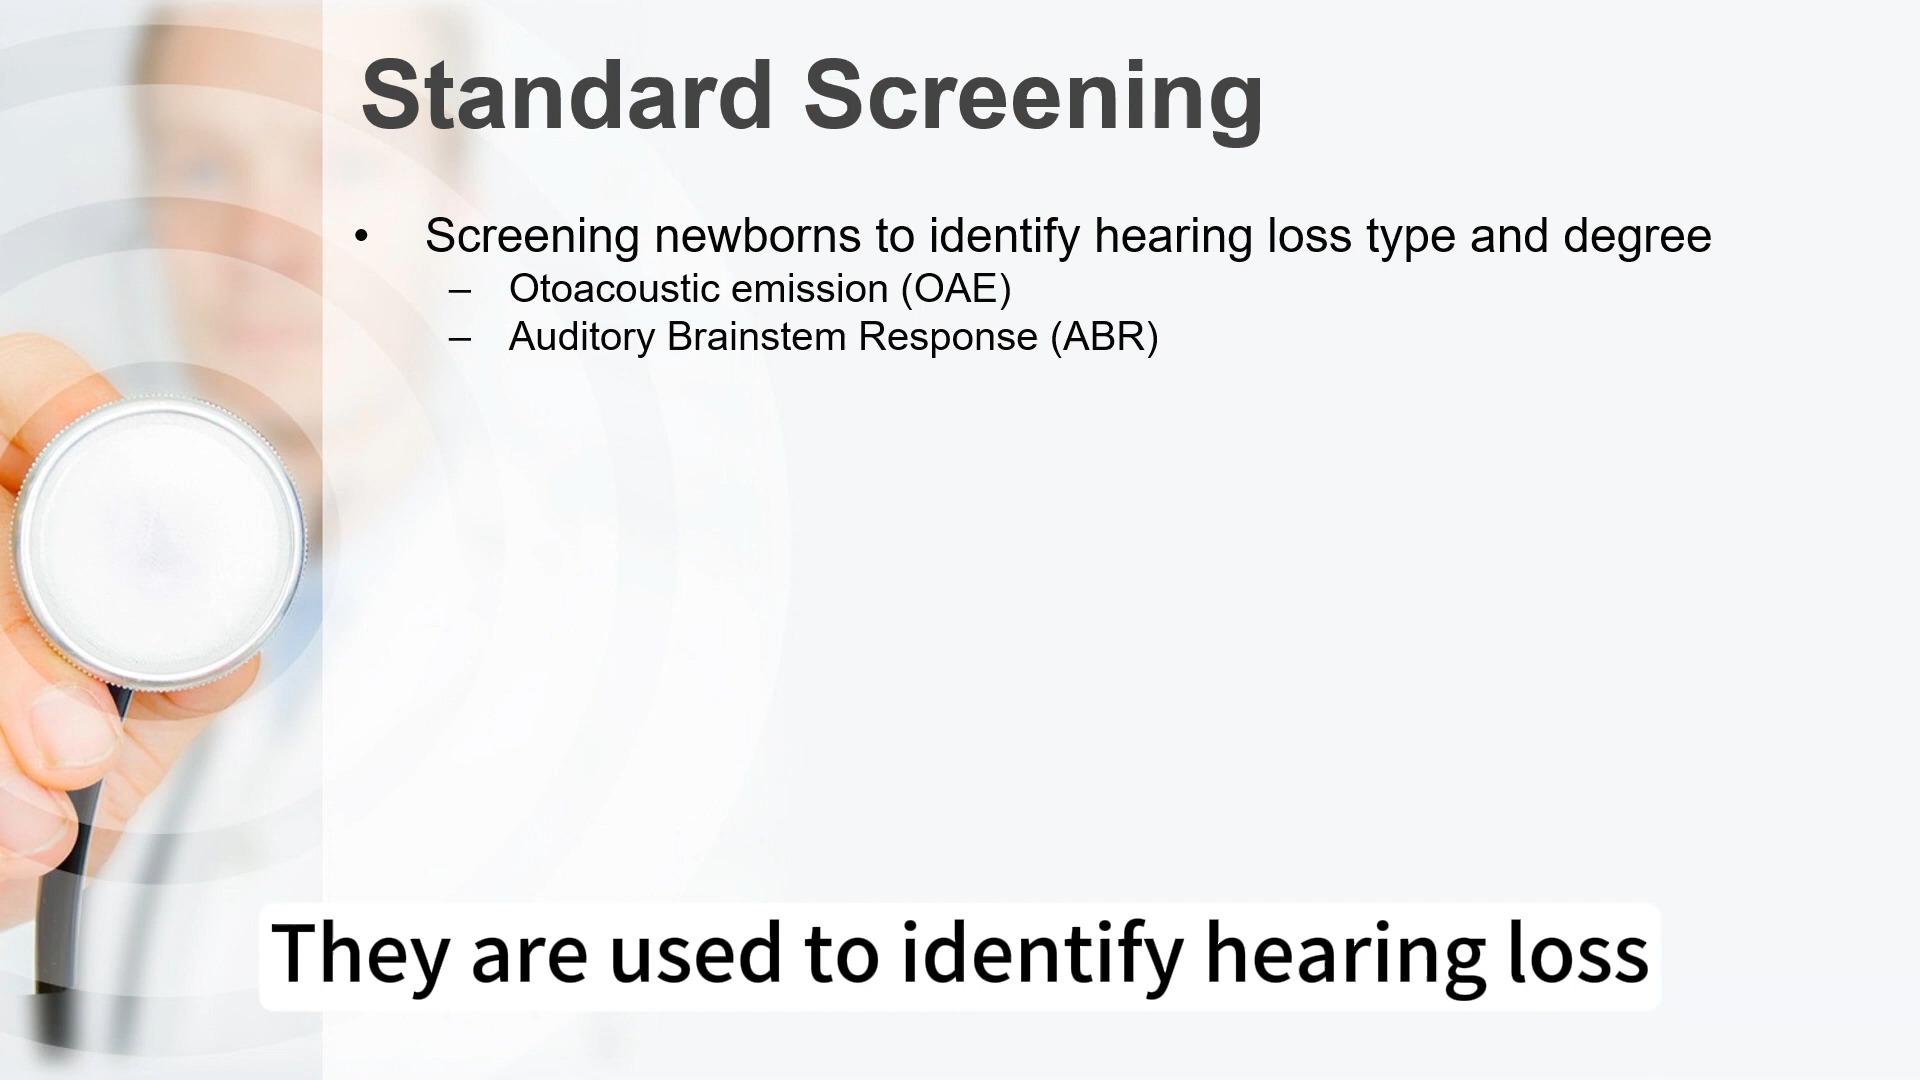 Standard Screening
• Screening newborns to identify hearing loss type and degree
– Otoacoustic emission (OAE)
– Auditory Brainstem Response (ABR)
They are used to identify hearing loss